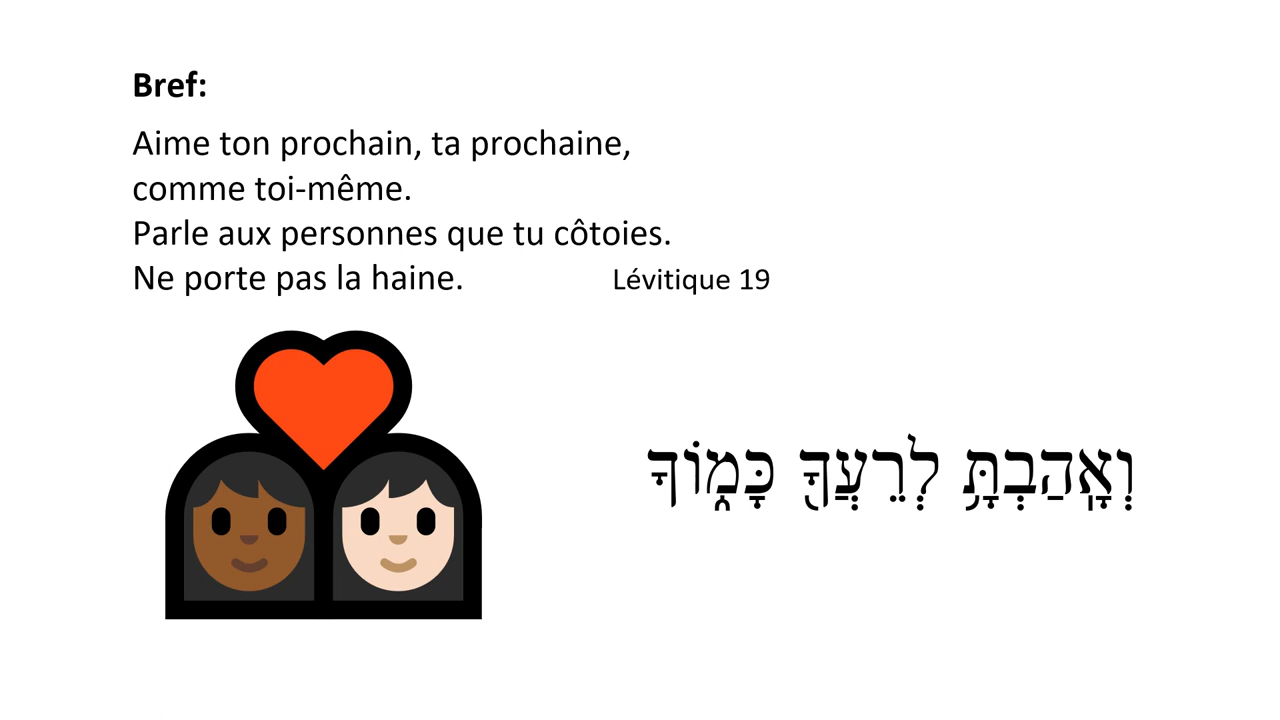 Bref:
Aime ton prochain, ta prochaine,
comme toi-même.
Parle aux personnes que tu côtoies.
Ne porte pas la haine. Lévitique 19
וְאָֽהַבְתָּ֥ לְרֵעֲךָ֖ כָּמ֑וֹךָ